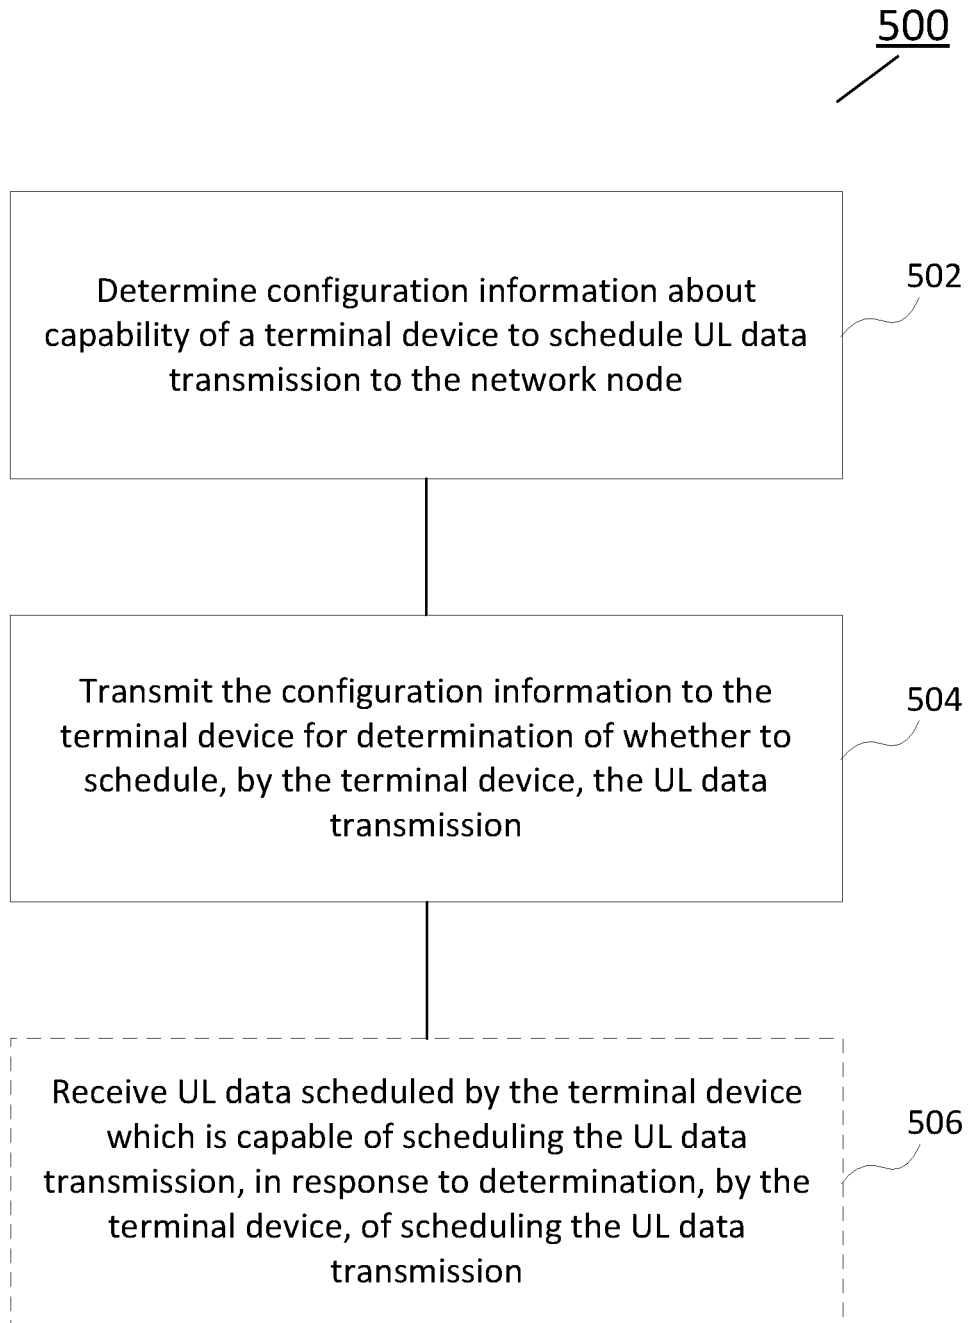 500
Determine configuration information about
capability of a terminal device to schedule UL data
transmission to the network node
502
Transmit the configuration information to the
terminal device for determination of whether to
schedule, by the terminal device, the UL data
transmission
504
Receive UL data scheduled by the terminal device
which is capable of scheduling the UL data
transmission, in response to determination, by the
terminal device, of scheduling the UL data
transmission
506